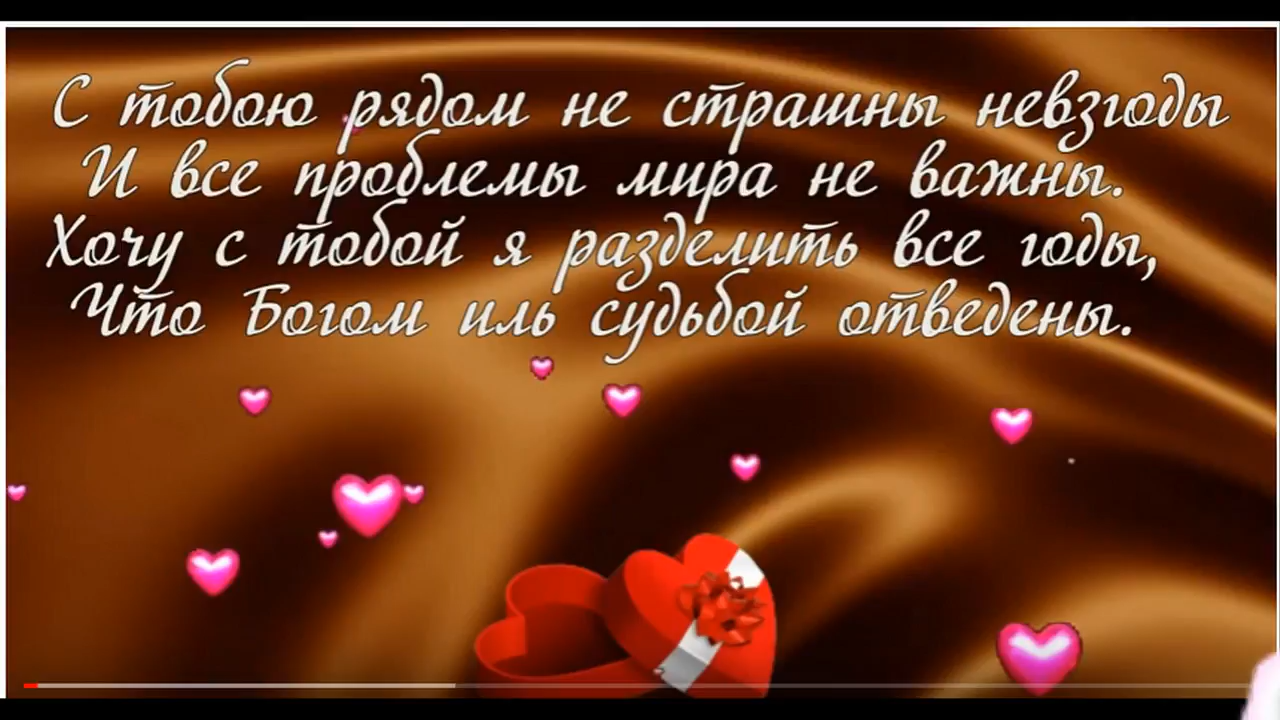 С тобою рядом не страшны невзгоды
И все проблемы мира не важны.
Хочу с тобой я разделить все годы,
Что Богом иль судьбой отведены.